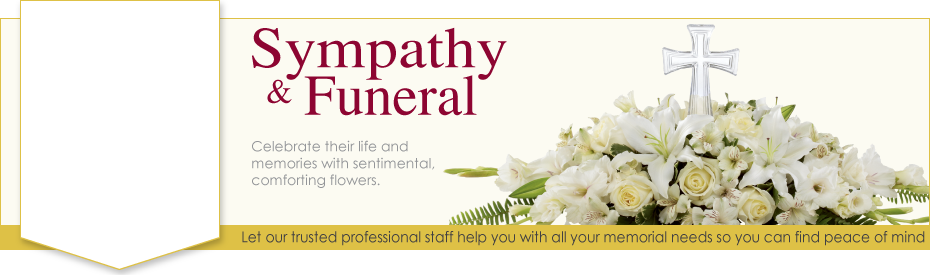 Sympathy
& Funeral
Celebrate their life and
memories with sentimental,
comforting flowers.
Let our trusted professional staff help you with all your memorial needs so you can find peace of mind